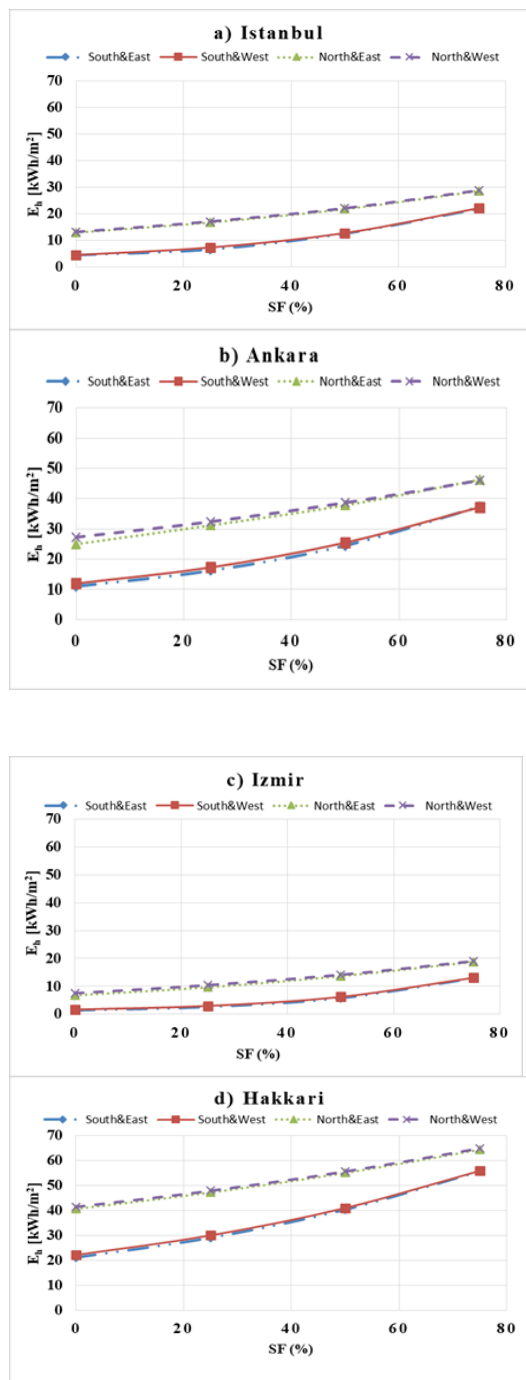 a) Istanbul
South&East South&West North&East North&West
70
60
50
40
30
20
10
0
Eh [kWh/m²]
0 20 40 60 80
SF (%)
b) Ankara
South&East South&West North&East North&West
70
60
50
40
30
20
10
0
Eh [kWh/m²]
0 20 40 60 80
SF (%)
c) Izmir
South&East South&West North&East North&West
70
60
50
40
30
20
10
0
Eh [kWh/m²]
0 20 40 60 80
SF (%)
d) Hakkari
South&East South&West North&East North&West
70
60
50
40
30
20
10
0
Eh [kWh/m²]
0 20 40 60 80
SF (%)